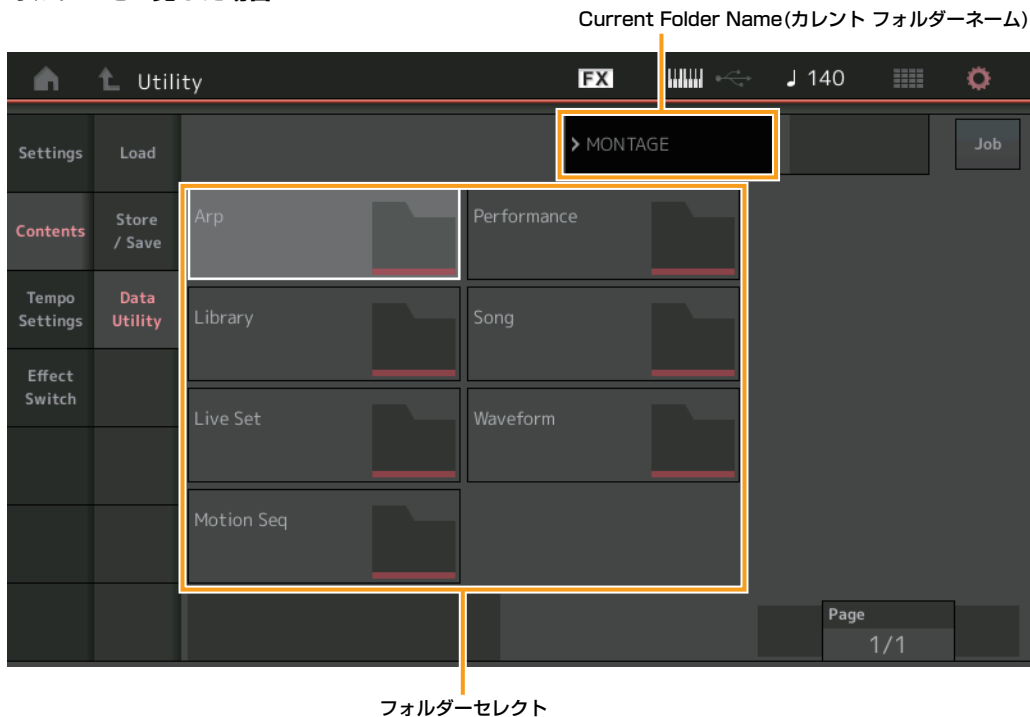 Current Folder Name(カレント フォルダーネーム)
Utility
FX
140
MONTAGE
Job
Settings
Load
Contents
Store
/ Save
Tempo
Settings
Data
Utility
Effect
Switch
Arp
Performance
Library
Song
Live Set
Waveform
Motion Seq
Page
1/1
フォルダーセレクト